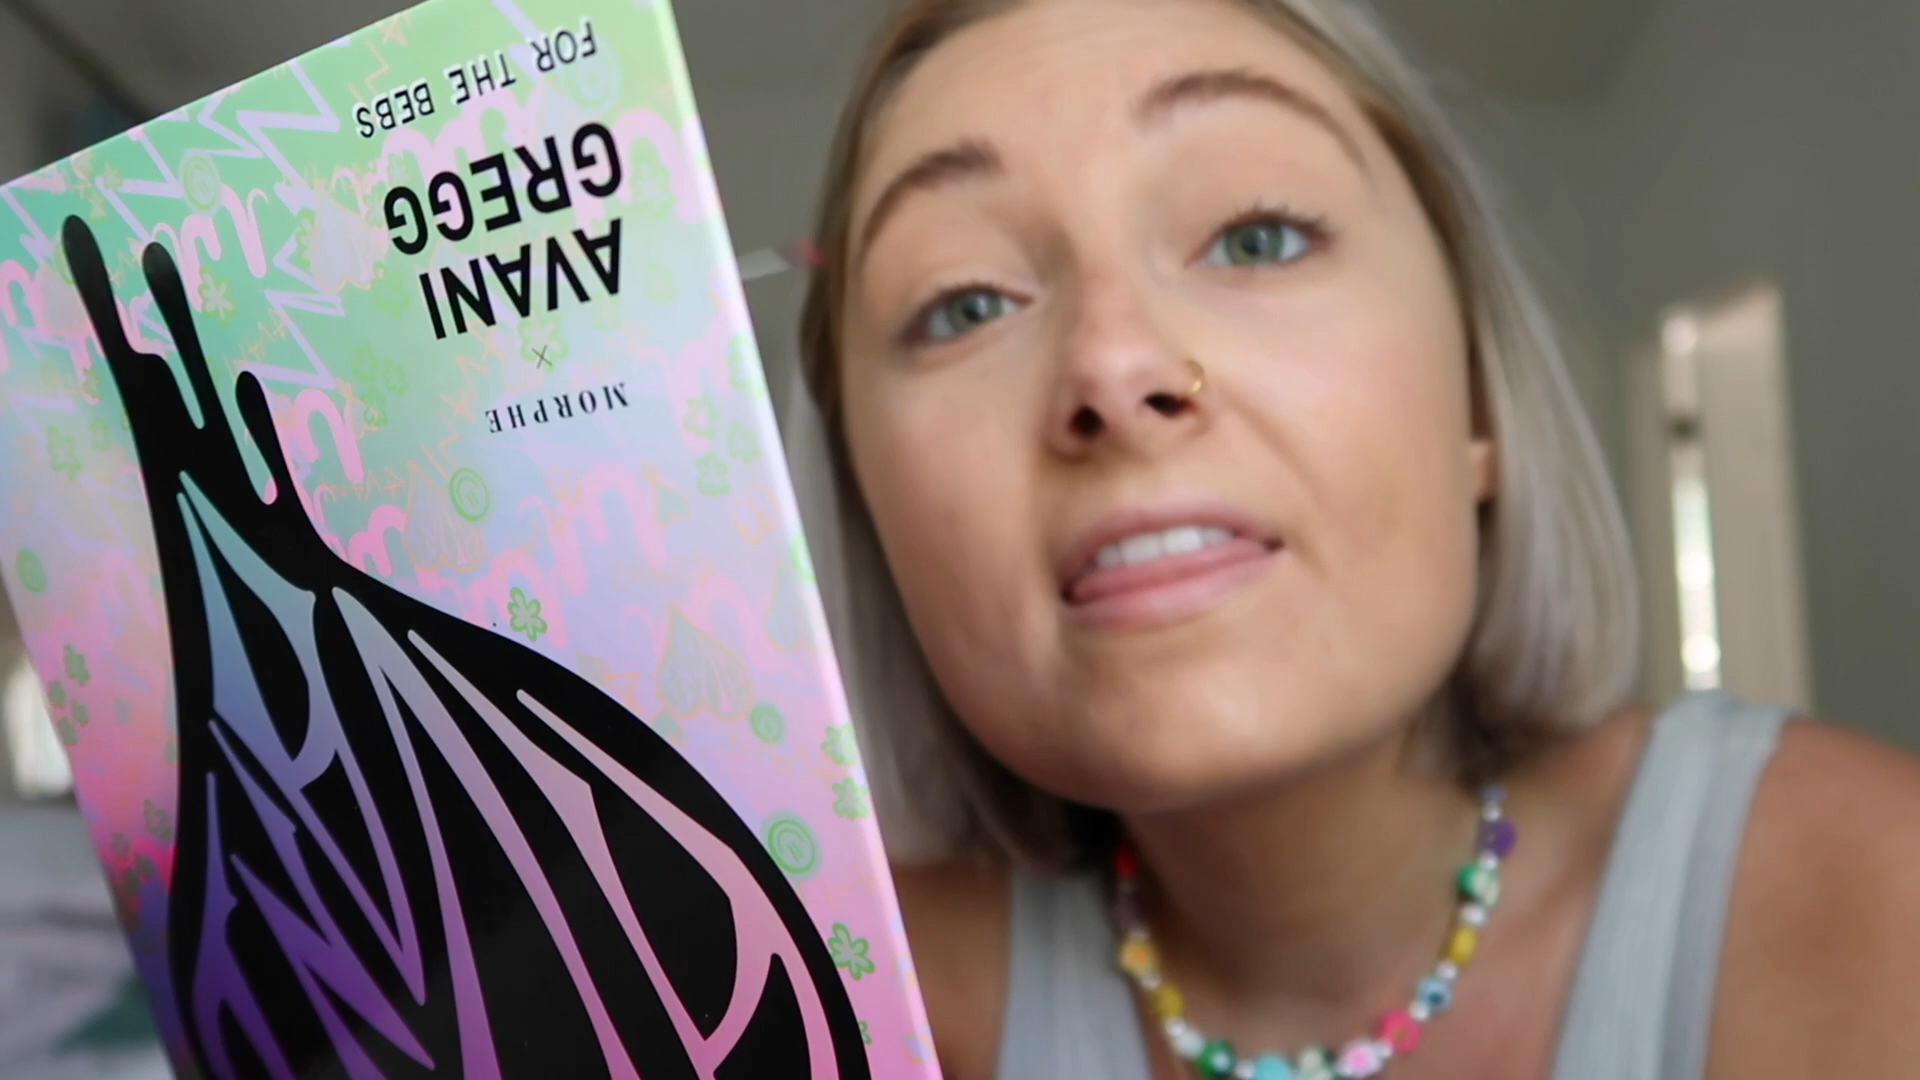 MORPHE
×
AVANI
GREGG
FOR THE BEBS